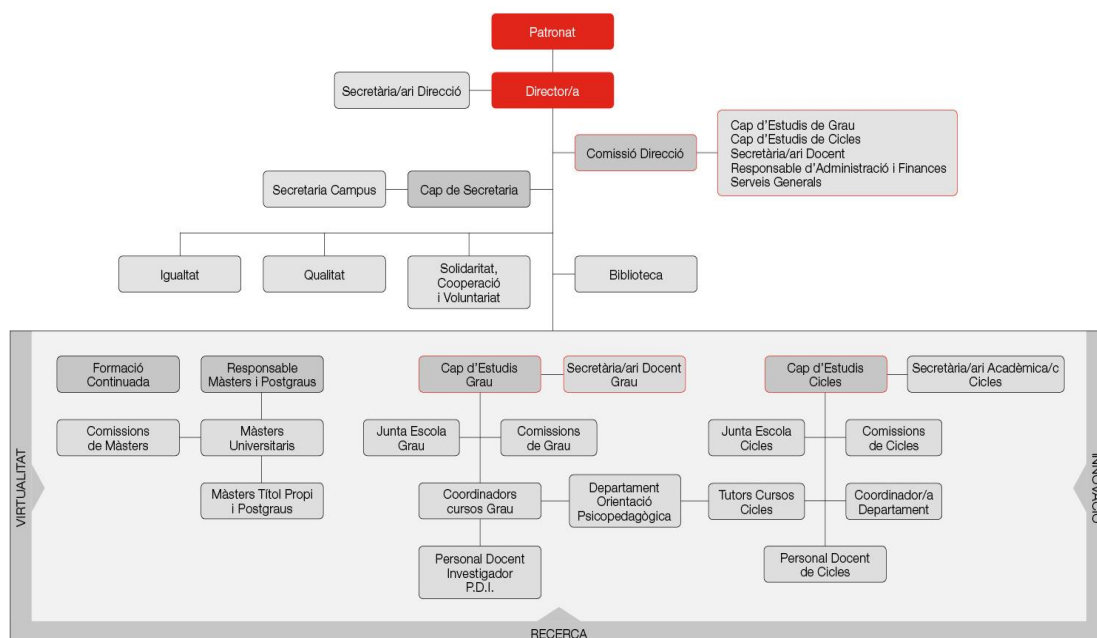 Patronat
Secretària/ari Direcció
Director/a
Comissió Direcció
Cap d'Estudis de Grau
Cap d'Estudis de Cicles
Secretària/ari Docent
Responsable d'Administració i Finances
Serveis Generals
Secretaria Campus
Cap de Secretaria
Igualtat
Qualitat
Solidaritat,
Cooperació
i Voluntariat
Biblioteca
Formació
Continuada
Responsable
Màsters i Postgraus
Cap d'Estudis
Grau
Secretària/ari Docent
Grau
Cap d'Estudis
Cicles
Secretària/ari Acadèmica/c
Cicles
Comissions
de Màsters
Màsters
Universitaris
Junta Escola
Grau
Comissions
de Grau
Junta Escola
Cicles
Comissions
de Cicles
Màsters Títol Propi
i Postgraus
Coordinadors
cursos Grau
Departament
Orientació
Psicopedagògica
Tutors Cursos
Cicles
Coordinador/a
Departament
Personal Docent
Investigador
P.D.I.
Personal Docent
de Cicles
VIRTUALITAT
INNOVACIÓ
RECERCA